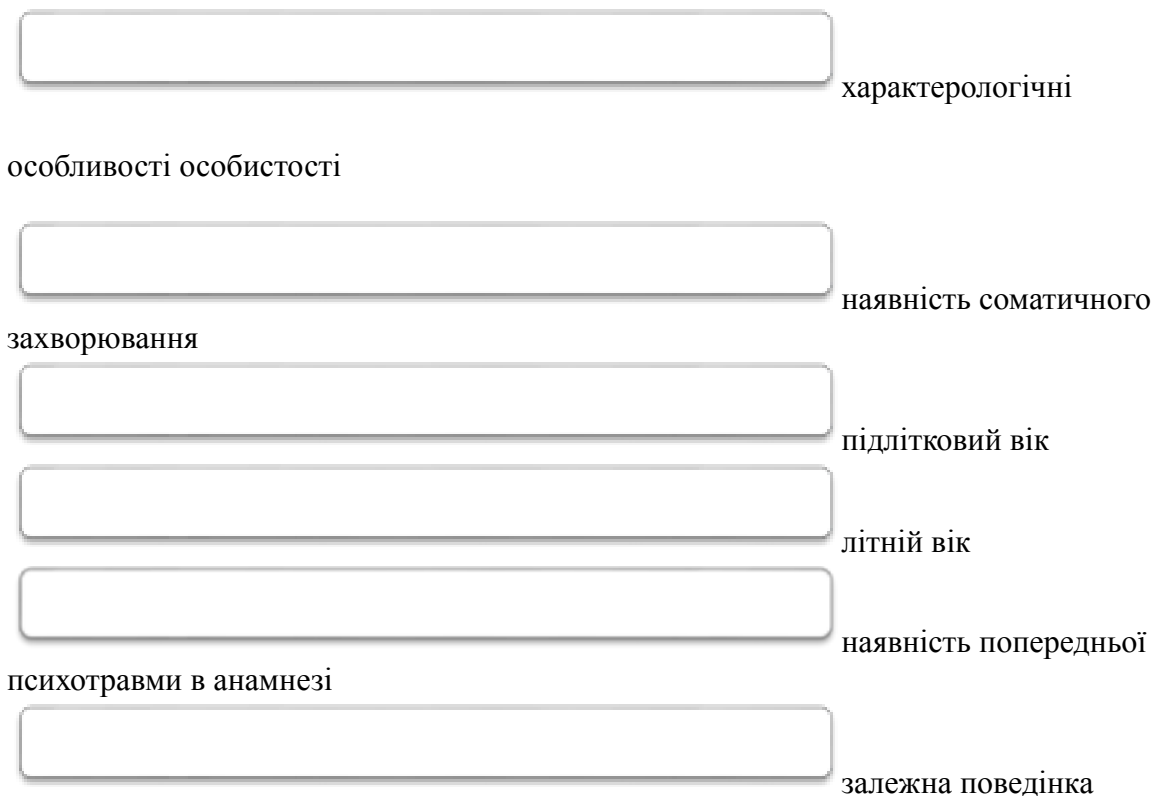 характерологічні
особливості особистості
наявність соматичного
захворювання
підлітковий вік
літній вік
наявність попередньої
психотравми в анамнезі
залежна поведінка